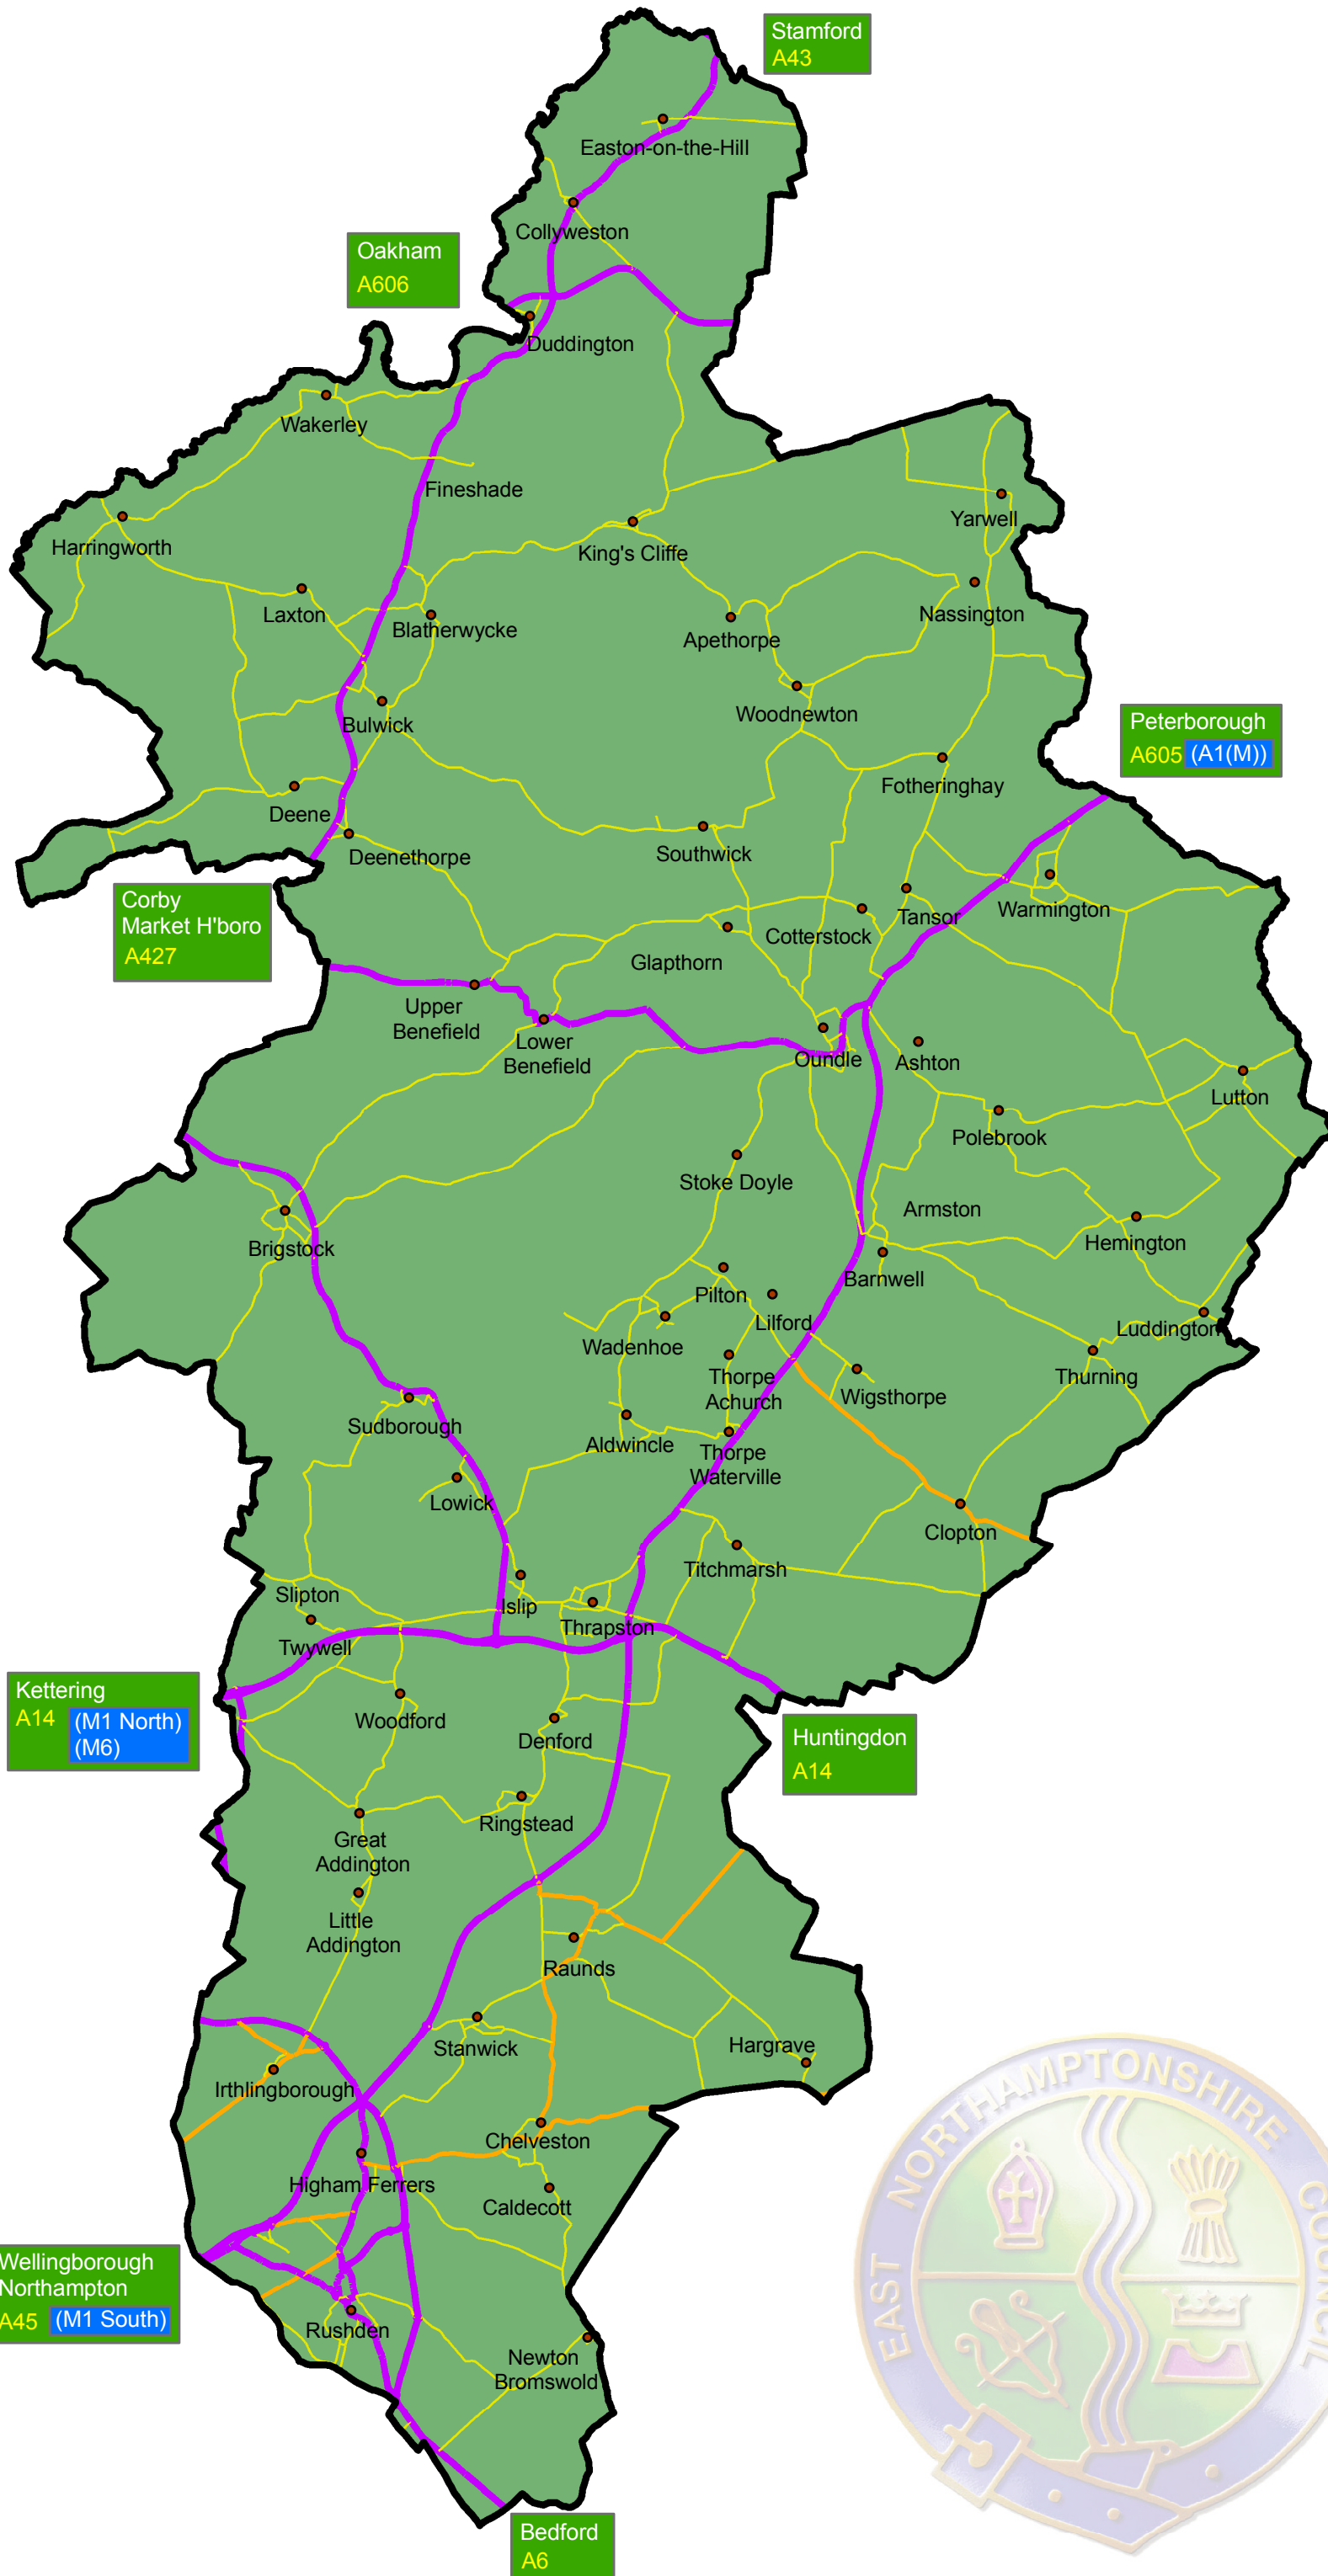 Stamford
A43
Easton-on-the-Hill
Collyweston
Oakham
A606
Duddington
Wakerley
Fineshade
Yarwell
Harringworth
King's Cliffe
Laxton
Blatherwycke
Apethorpe
Nassington
Bulwick
Woodnewton
Peterborough
A605 (A1(M))
Fotheringhay
Deene
Deenethorpe
Southwick
Corby
Market H'boro
A427
Tansor
Warmington
Cotterstock
Glapthorn
Upper
Benefield
Lower
Benefield
Oundle
Ashton
Lutton
Polebrook
Stoke Doyle
Armston
Brigstock
Hemington
Barnwell
Pilton
Lilford
Luddington
Wadenhoe
Thorpe
Achurch
Wigsthorpe
Thurning
Sudborough
Aldwincle
Thorpe
Waterville
Lowick
Clopton
Titchmarsh
Slipton
Islip
Thrapston
Twywell
Kettering
A14 (M1 North)
(M6)
Woodford
Denford
Huntingdon
A14
Ringstead
Great
Addington
Little
Addington
Raunds
Stanwick
Hargrave
Irthlingborough
Chelveston
Higham Ferrers
Caldecott
Wellingborough
Northampton
A45 (M1 South)
Rushden
Newton
Bromswold
Bedford
A6
EAST NORTHAMPTONSHIRE COUNCIL